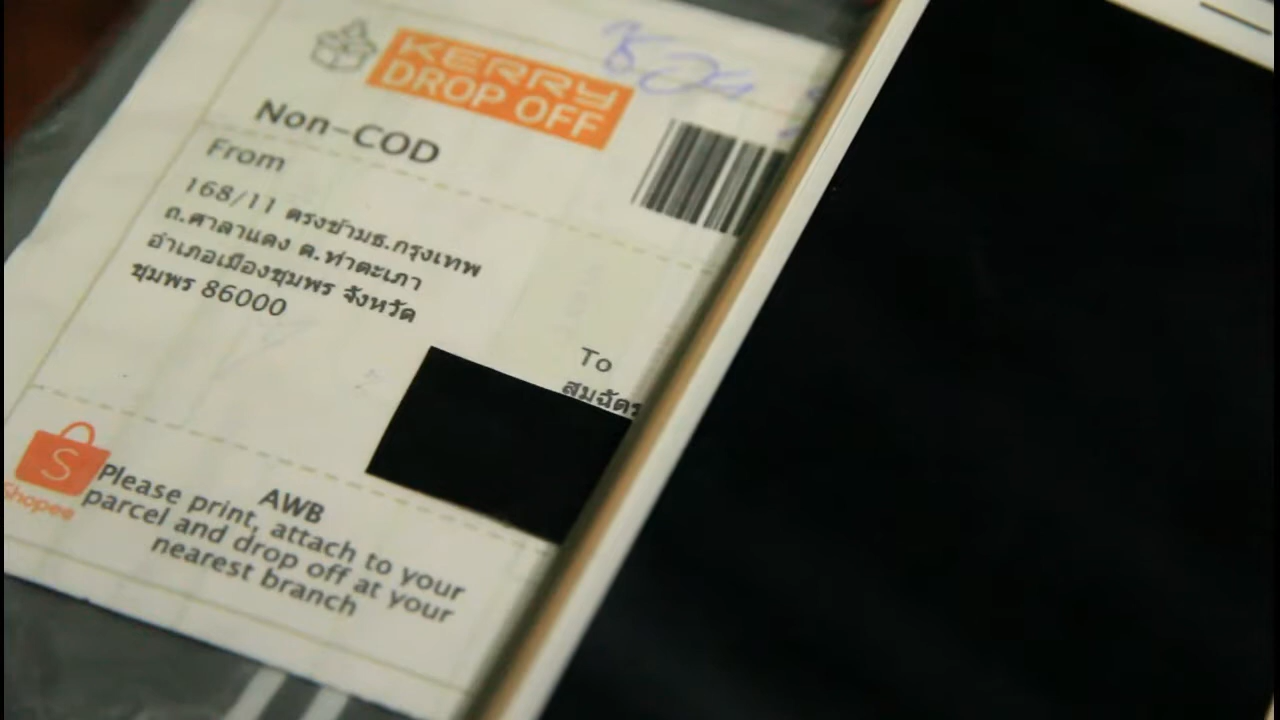 KERRY
DROP OFF
Non-COD
From
168/11 ตรงข้ามธ.กรุงเทพ
ถ.ศาลาแดง ต.ท่าตะเภา
อำเภอเมืองชุมพร จังหวัด
ชุมพร 86000
To
สมฉัตร
Shopee
AWB
Please print, attach to your
parcel and drop off at your
nearest branch